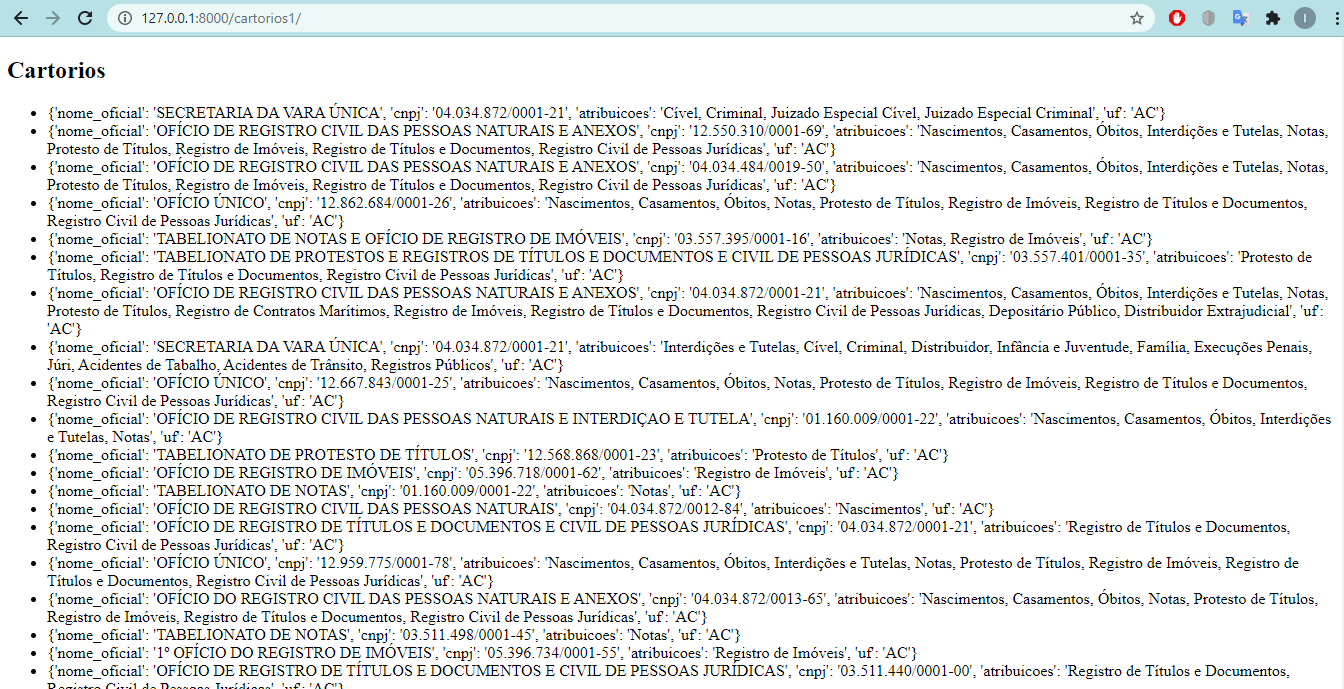 127.0.0.1:8000/cartorios1/
I
Cartorios
{'nome_oficial': 'SECRETARIA DA VARA ÚNICA', 'cnpj': '04.034.872/0001-21', 'atribuicoes': 'Cível, Criminal, Juizado Especial Cível, Juizado Especial Criminal', 'uf': 'AC'}
{'nome_oficial': 'OFÍCIO DE REGISTRO CIVIL DAS PESSOAS NATURAIS E ANEXOS', 'cnpj': '12.550.310/0001-69', 'atribuicoes': 'Nascimentos, Casamentos, Óbitos, Interdições e Tutelas, Notas,
Protesto de Títulos, Registro de Imóveis, Registro de Títulos e Documentos, Registro Civil de Pessoas Jurídicas', 'uf': 'AC'}
{'nome_oficial': 'OFÍCIO DE REGISTRO CIVIL DAS PESSOAS NATURAIS E ANEXOS', 'cnpj': '04.034.484/0019-50', 'atribuicoes': 'Nascimentos, Casamentos, Óbitos, Interdições e Tutelas, Notas,
Protesto de Títulos, Registro de Imóveis, Registro de Títulos e Documentos, Registro Civil de Pessoas Jurídicas', 'uf': 'AC'}
{'nome_oficial': 'OFÍCIO ÚNICO', 'cnpj': '12.862.684/0001-26', 'atribuicoes': 'Nascimentos, Casamentos, Óbitos, Notas, Protesto de Títulos, Registro de Imóveis, Registro de Títulos e Documentos,
Registro Civil de Pessoas Jurídicas', 'uf': 'AC'}
{'nome_oficial': 'TABELIONATO DE NOTAS E OFÍCIO DE REGISTRO DE IMÓVEIS', 'cnpj': '03.557.395/0001-16', 'atribuicoes': 'Notas, Registro de Imóveis', 'uf': 'AC'}
{'nome_oficial': 'TABELIONATO DE PROTESTOS E REGISTROS DE TÍTULOS E DOCUMENTOS E CIVIL DE PESSOAS JURÍDICAS', 'cnpj': '03.557.401/0001-35', 'atribuicoes': 'Protesto de
Títulos, Registro de Títulos e Documentos, Registro Civil de Pessoas Jurídicas', 'uf': 'AC'}
{'nome_oficial': 'OFÍCIO DE REGISTRO CIVIL DAS PESSOAS NATURAIS E ANEXOS', 'cnpj': '04.034.872/0001-21', 'atribuicoes': 'Nascimentos, Casamentos, Óbitos, Interdições e Tutelas, Notas,
Protesto de Títulos, Registro de Contratos Marítimos, Registro de Imóveis, Registro de Títulos e Documentos, Registro Civil de Pessoas Jurídicas, Depositário Público, Distribuidor Extrajudicial', 'uf':
'AC'}
{'nome_oficial': 'SECRETARIA DA VARA ÚNICA', 'cnpj': '04.034.872/0001-21', 'atribuicoes': 'Interdições e Tutelas, Cível, Criminal, Distribuidor, Infância e Juventude, Família, Execuções Penais,
Júri, Acidentes de Tabalho, Acidentes de Trânsito, Registros Públicos', 'uf': 'AC'}
{'nome_oficial': 'OFÍCIO ÚNICO', 'cnpj': '12.667.843/0001-25', 'atribuicoes': 'Nascimentos, Casamentos, Óbitos, Notas, Protesto de Títulos, Registro de Imóveis, Registro de Títulos e Documentos,
Registro Civil de Pessoas Jurídicas', 'uf': 'AC'}
{'nome_oficial': 'OFÍCIO DE REGISTRO CIVIL DAS PESSOAS NATURAIS E INTERDIÇAO E TUTELA', 'cnpj': '01.160.009/0001-22', 'atribuicoes': 'Nascimentos, Casamentos, Óbitos, Interdições
e Tutelas, Notas', 'uf': 'AC'}
{'nome_oficial': 'TABELIONATO DE PROTESTO DE TÍTULOS', 'cnpj': '12.568.868/0001-23', 'atribuicoes': 'Protesto de Títulos', 'uf': 'AC'}
{'nome_oficial': 'OFÍCIO DE REGISTRO DE IMÓVEIS', 'cnpj': '05.396.718/0001-62', 'atribuicoes': 'Registro de Imóveis', 'uf': 'AC'}
{'nome_oficial': 'TABELIONATO DE NOTAS', 'cnpj': '01.160.009/0001-22', 'atribuicoes': 'Notas', 'uf': 'AC'}
{'nome_oficial': 'OFÍCIO DE REGISTRO CIVIL DAS PESSOAS NATURAIS', 'cnpj': '04.034.872/0012-84', 'atribuicoes': 'Nascimentos', 'uf': 'AC'}
{'nome_oficial': 'OFÍCIO DE REGISTRO DE TÍTULOS E DOCUMENTOS E CIVIL DE PESSOAS JURÍDICAS', 'cnpj': '04.034.872/0001-21', 'atribuicoes': 'Registro de Títulos e Documentos,
Registro Civil de Pessoas Jurídicas', 'uf': 'AC'}
{'nome_oficial': 'OFÍCIO ÚNICO', 'cnpj': '12.959.775/0001-78', 'atribuicoes': 'Nascimentos, Casamentos, Óbitos, Interdições e Tutelas, Notas, Protesto de Títulos, Registro de Imóveis, Registro de
Títulos e Documentos, Registro Civil de Pessoas Jurídicas', 'uf': 'AC'}
{'nome_oficial': 'OFÍCIO DO REGISTRO CIVIL DAS PESSOAS NATURAIS E ANEXOS', 'cnpj': '04.034.872/0013-65', 'atribuicoes': 'Nascimentos, Casamentos, Óbitos, Notas, Protesto de Títulos,
Registro de Imóveis, Registro de Títulos e Documentos, Registro Civil de Pessoas Jurídicas', 'uf': 'AC'}
{'nome_oficial': 'TABELIONATO DE NOTAS', 'cnpj': '03.511.498/0001-45', 'atribuicoes': 'Notas', 'uf': 'AC'}
{'nome_oficial': '1º OFÍCIO DO REGISTRO DE IMÓVEIS', 'cnpj': '05.396.734/0001-55', 'atribuicoes': 'Registro de Imóveis', 'uf': 'AC'}
{'nome_oficial': 'OFÍCIO DE REGISTRO DE TÍTULOS E DOCUMENTOS E CIVIL DE PESSOAS JURÍDICAS', 'cnpj': '03.511.440/0001-00', 'atribuicoes': 'Registro de Títulos e Documentos,
Registro Civil de Pessoas Jurídicas', 'uf': 'AC'}